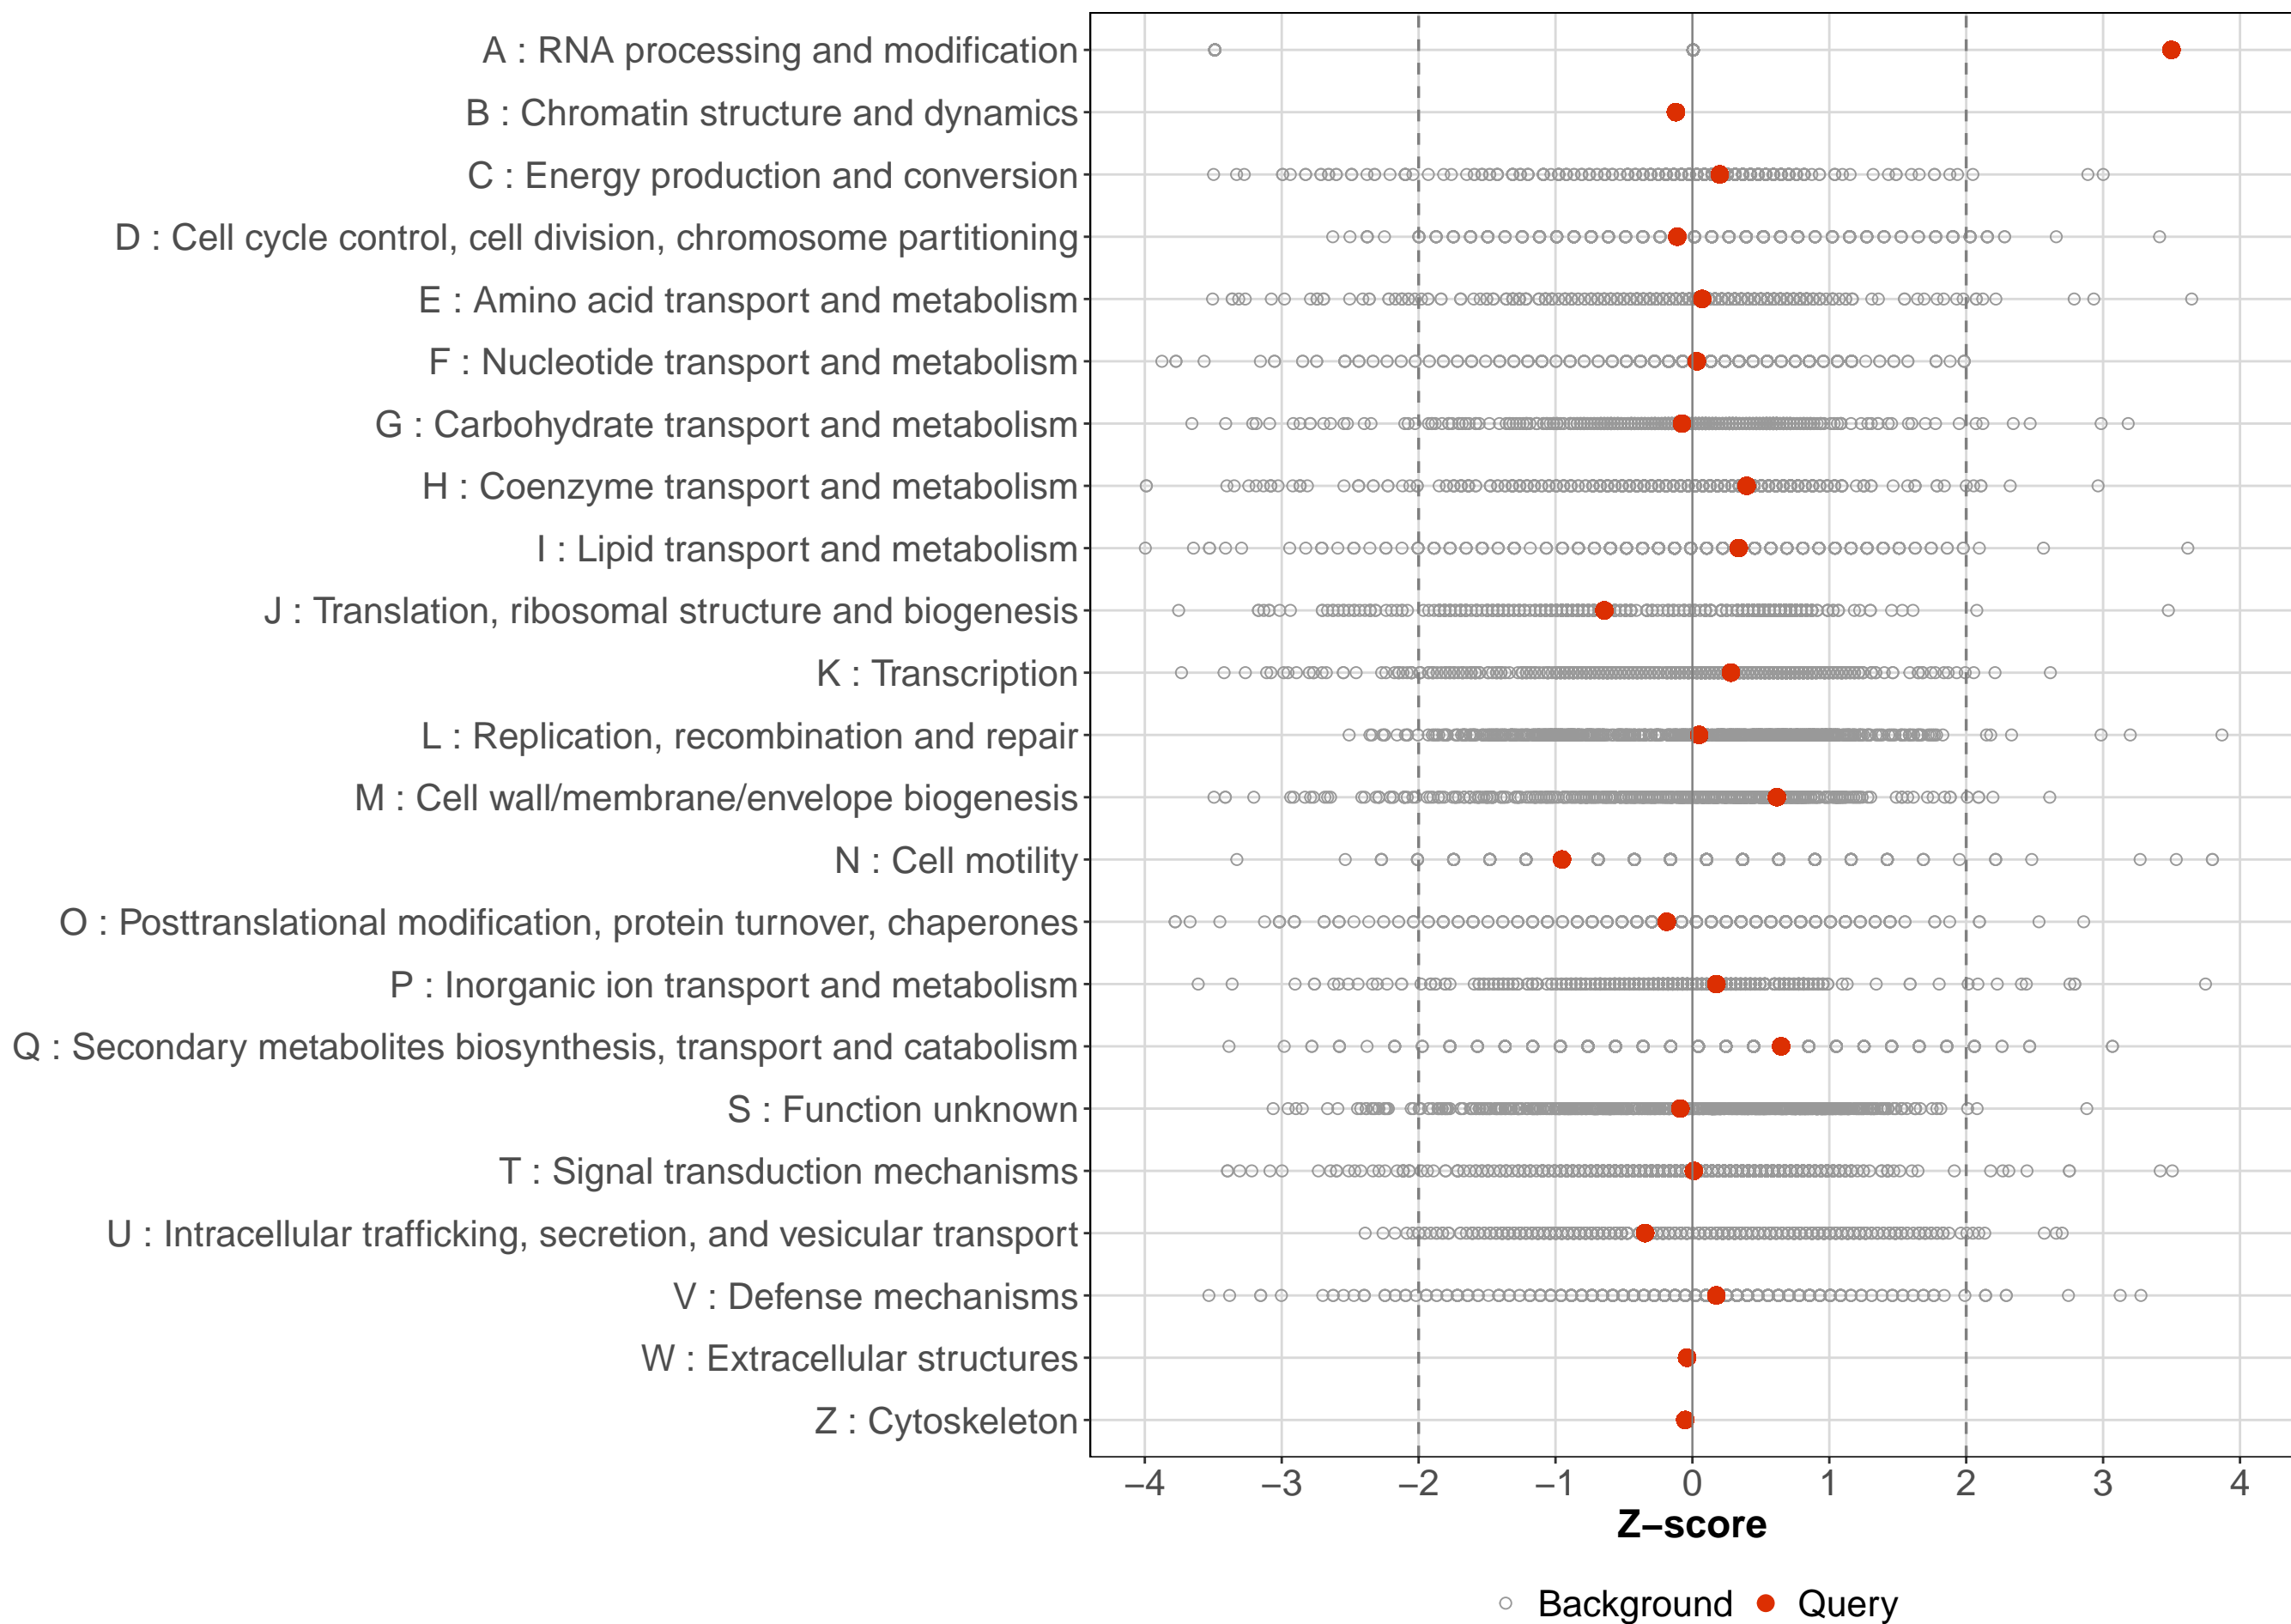 A : RNA processing and modification
B : Chromatin structure and dynamics
C : Energy production and conversion
D : Cell cycle control, cell division, chromosome partitioning
E : Amino acid transport and metabolism
F : Nucleotide transport and metabolism
G : Carbohydrate transport and metabolism
H : Coenzyme transport and metabolism
I : Lipid transport and metabolism
J : Translation, ribosomal structure and biogenesis
K : Transcription
L : Replication, recombination and repair
M : Cell wall/membrane/envelope biogenesis
N : Cell motility
O : Posttranslational modification, protein turnover, chaperones
P : Inorganic ion transport and metabolism
Q : Secondary metabolites biosynthesis, transport and catabolism
S : Function unknown
T : Signal transduction mechanisms
U : Intracellular trafficking, secretion, and vesicular transport
V : Defense mechanisms
W : Extracellular structures
Z : Cytoskeleton
−4 −3 −2 −1 0 1 2 3 4
Z−score
Background Query